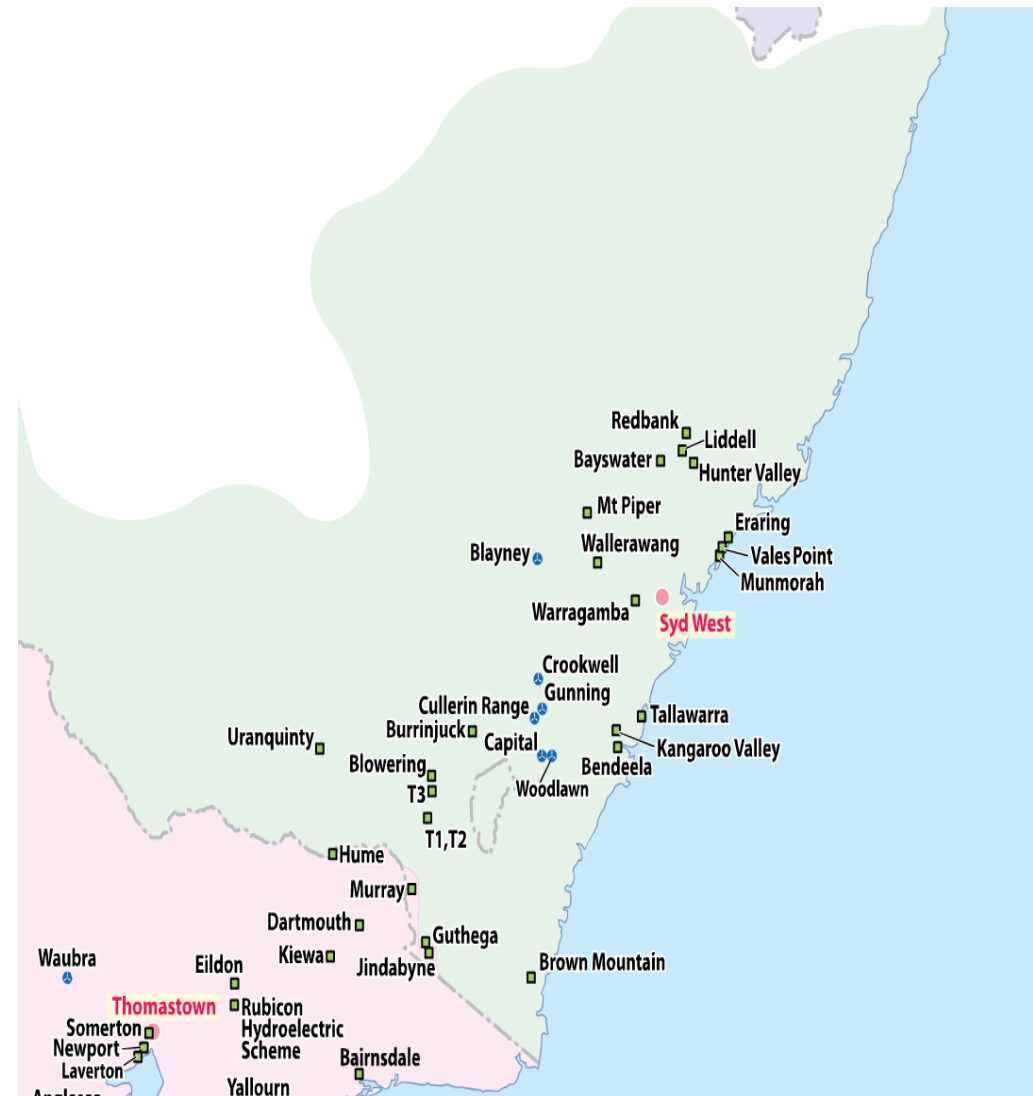 Redbank
Liddell
Bayswater
Hunter Valley
Mt Piper
Eraring
Wallerawang
Blayney
Vales Point
Munmorah
Warragamba
Syd West
Crookwell
Gunning
Cullerin Range
Tallawarra
Burrinjuck
Uranquinty
Capital
Kangaroo Valley
Blowering
Bendeela
Woodlawn
T3
T1,T2
Hume
Murray
Dartmouth
Guthega
Kiewa
Jindabyne
Waubra
Eildon
Brown Mountain
Thomastown
Rubicon
Hydroelectric
Scheme
Somerton
Newport
Laverton
Bairnsdale
Yallourn